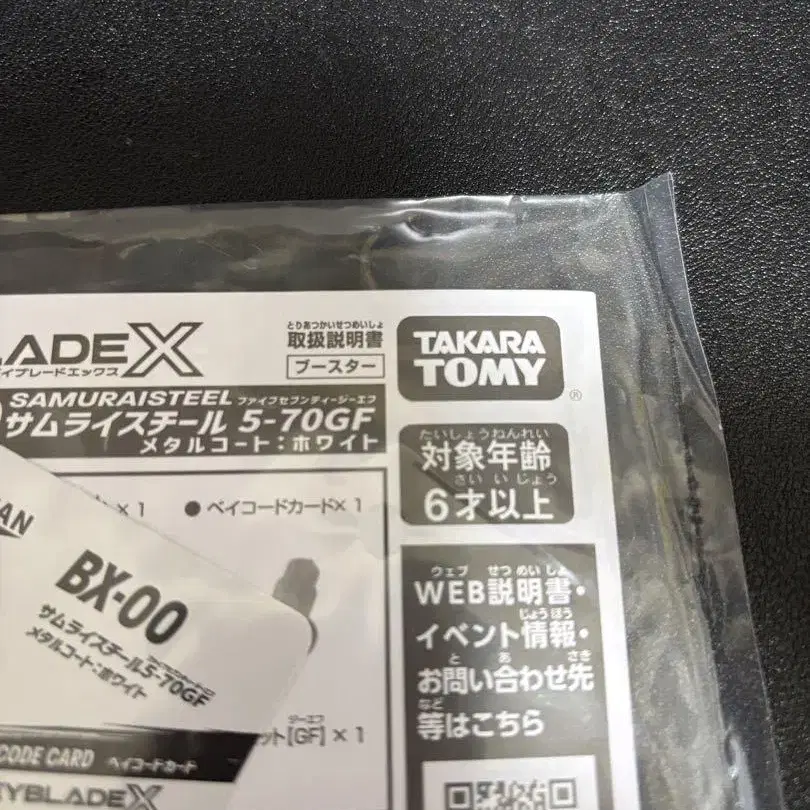 LADEX
イブレードエックス
とりあつかいせつめいしょ
取扱説明書
ブースター
TAKARA
TOMY
®
SAMURAISTEEL ファイブセブンティージーエフ
サムライスチール 5-70GF
メタルコート:ホワイト
たいしょうねんれい
対象年齢
さい いじょう
6才以上
× 1
● ベイコードカード× 1
ウェブ せつめいしょ
WEB説明書・
じょうほう
イベント情報・
と あ さき
お問い合わせ先
など
等はこちら
AN
BX-00
サムライスチール5-70GF
メタルコート:ホワイト
ジーエフ
ット[GF] × 1
CODE CARD ベイコードカード
EYBLADEX